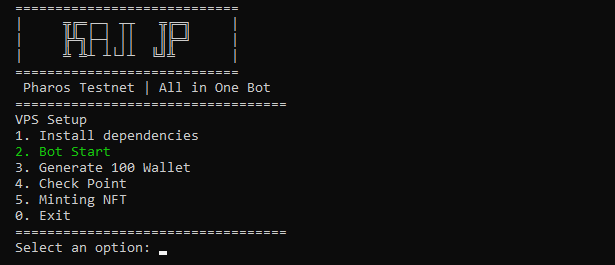 ============================
KAJU JP
============================
Pharos Testnet | All in One Bot
==================================
VPS Setup
1. Install dependencies
2. Bot Start
3. Generate 100 Wallet
4. Check Point
5. Minting NFT
0. Exit
==================================
Select an option: